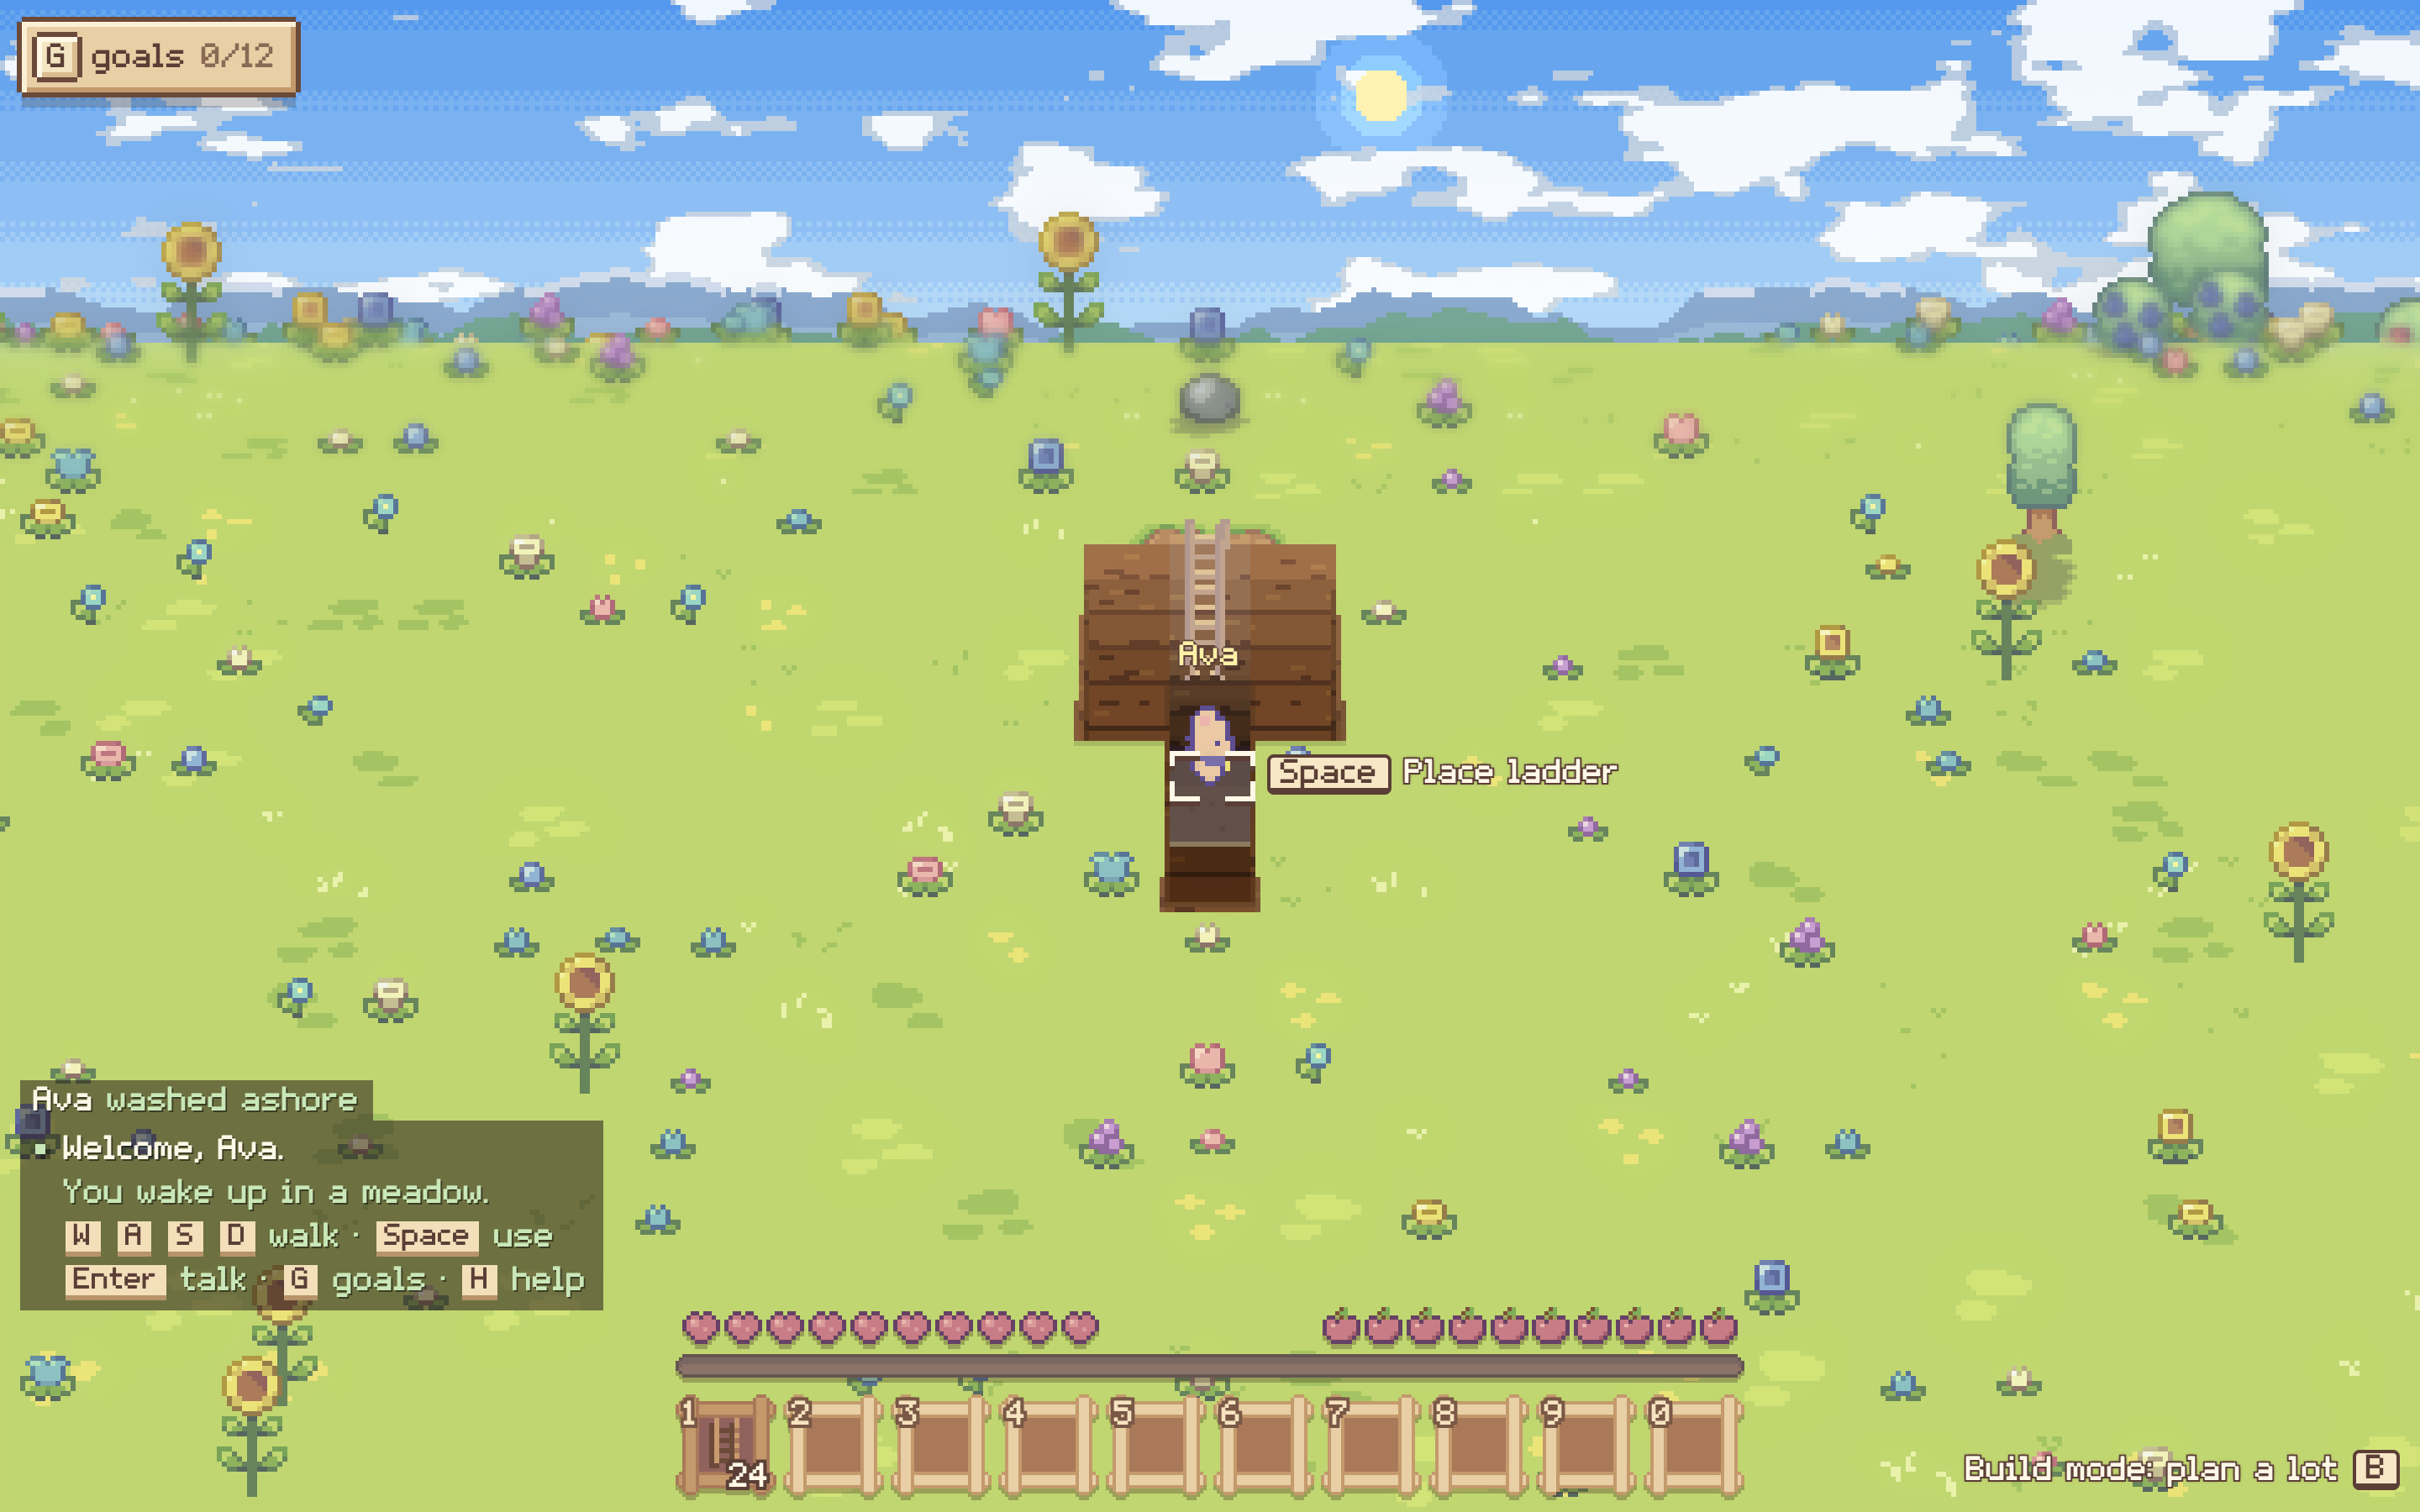 G goals 0/12
Ava
Space Place ladder
Ava washed ashore
• Welcome, Ava.
You wake up in a meadow.
W A S D walk · Space use
Enter talk · G goals · H help
1 2 3 4 5 6 7 8 9 0
24
Build mode: plan a lot B